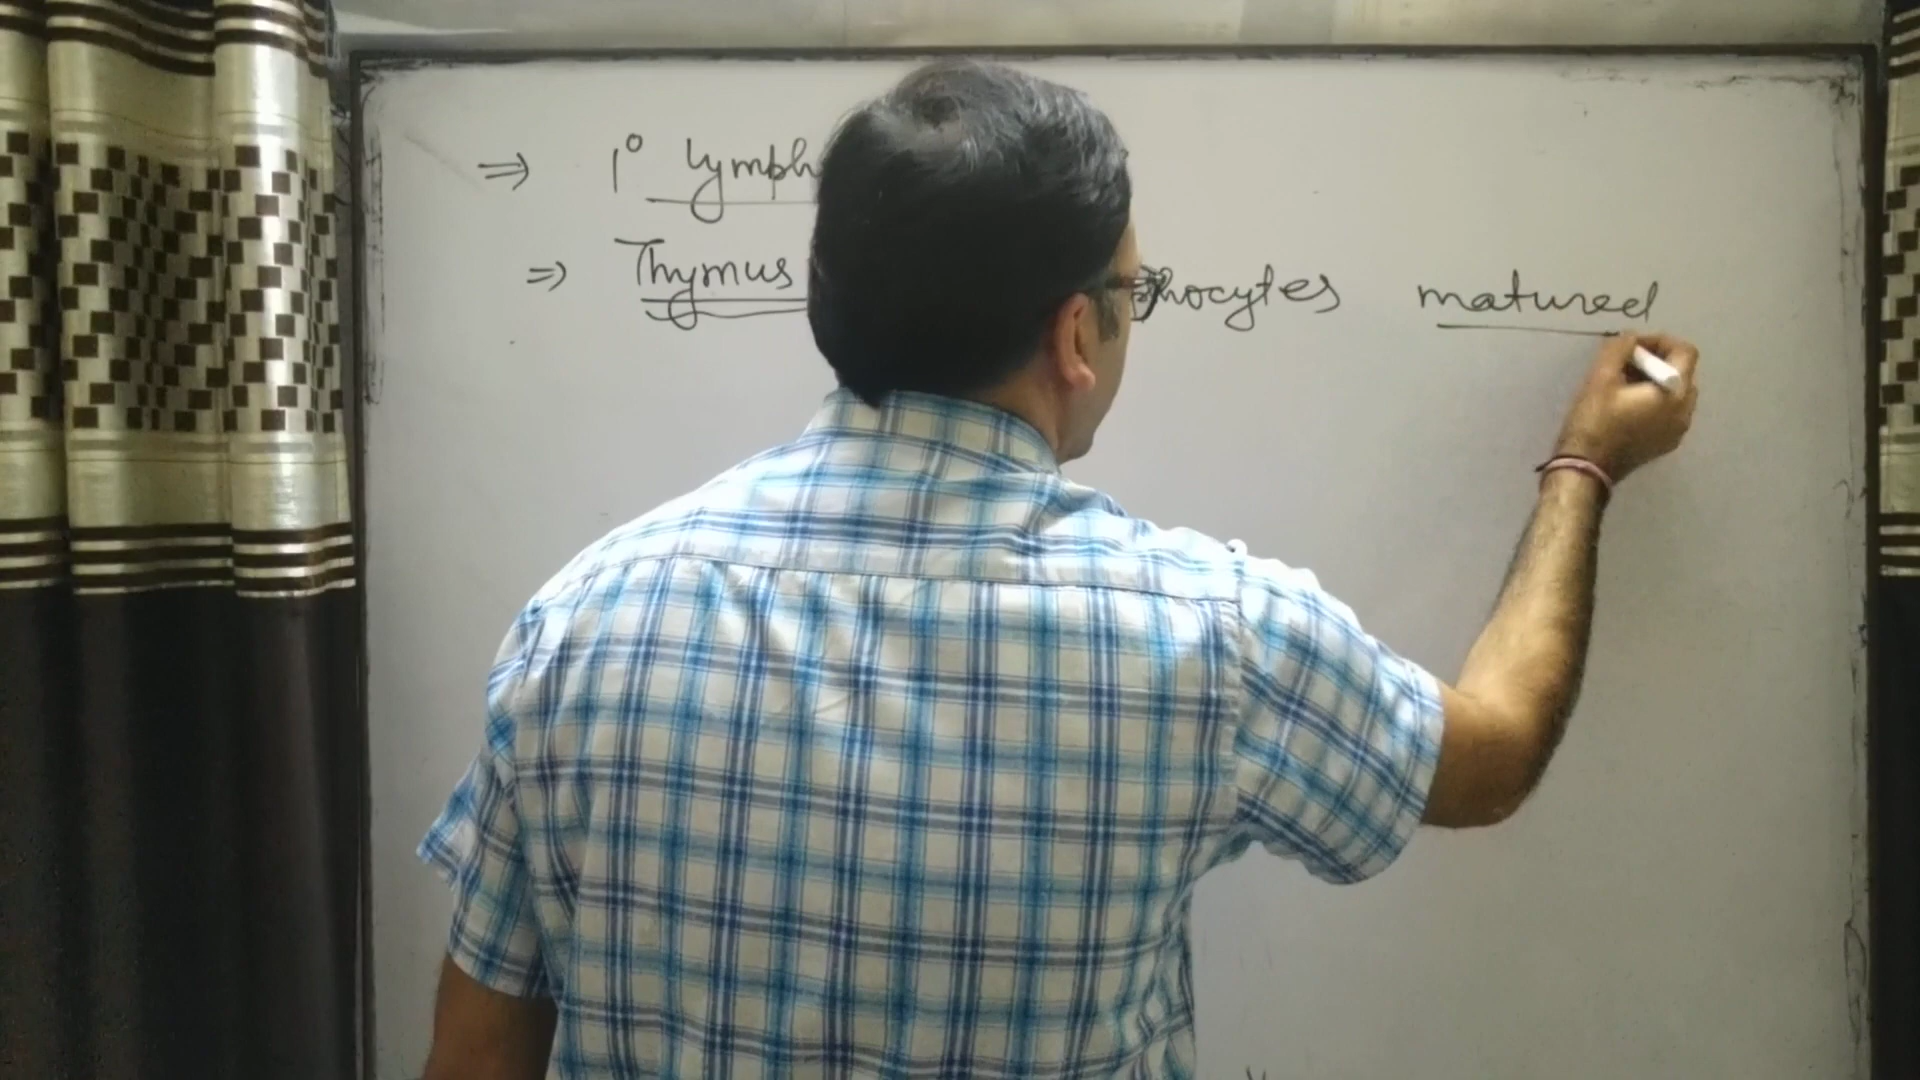 ⇒ 1° lymph
⇒ Thymus hocytes matured